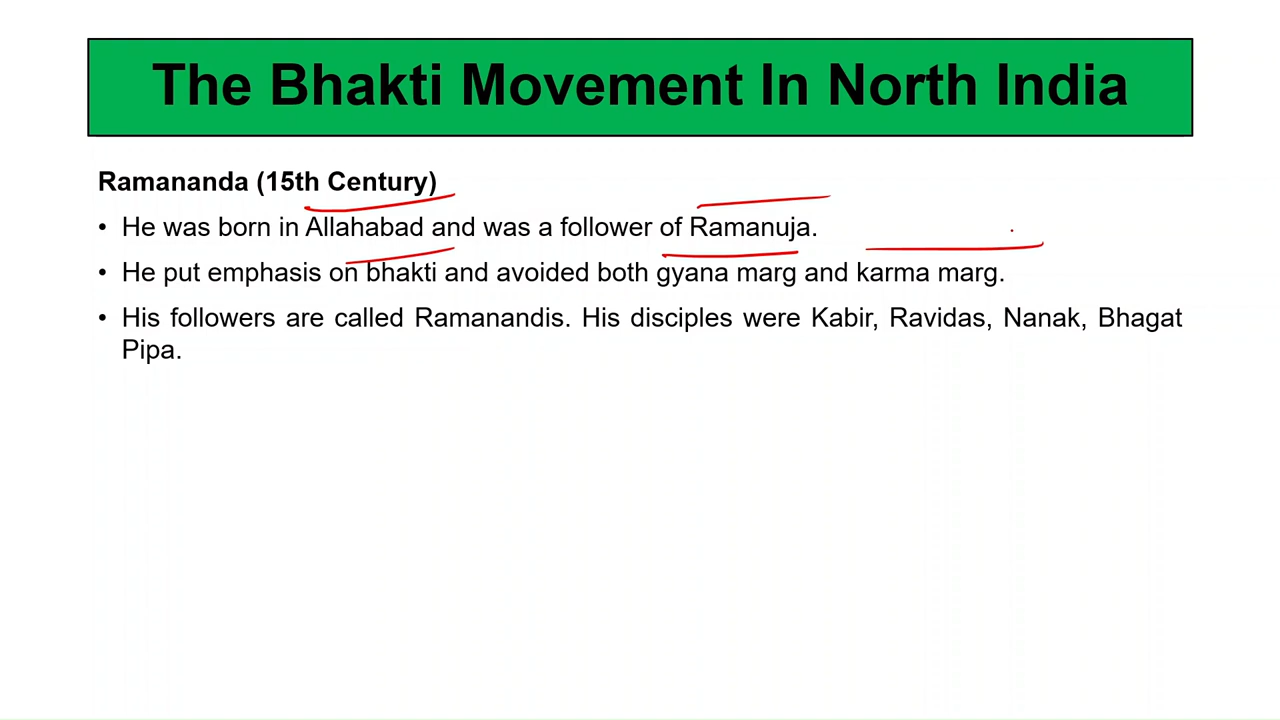 The Bhakti Movement In North India
Ramananda (15th Century)
• He was born in Allahabad and was a follower of Ramanuja.
• He put emphasis on bhakti and avoided both gyana marg and karma marg.
• His followers are called Ramanandis. His disciples were Kabir, Ravidas, Nanak, Bhagat
Pipa.